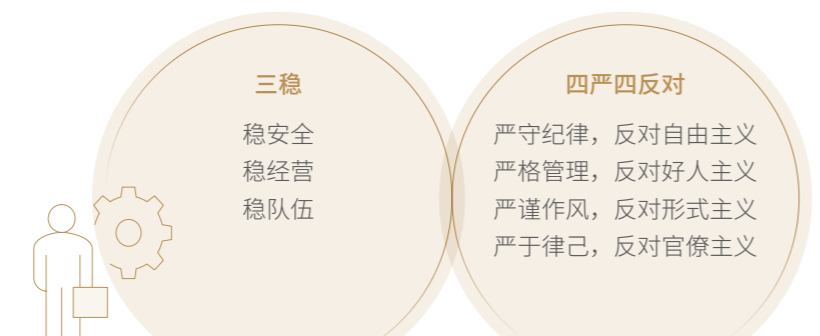 三稳
稳安全
稳经营
稳队伍
四严四反对
严守纪律，反对自由主义
严格管理，反对好人主义
严谨作风，反对形式主义
严于律己，反对官僚主义